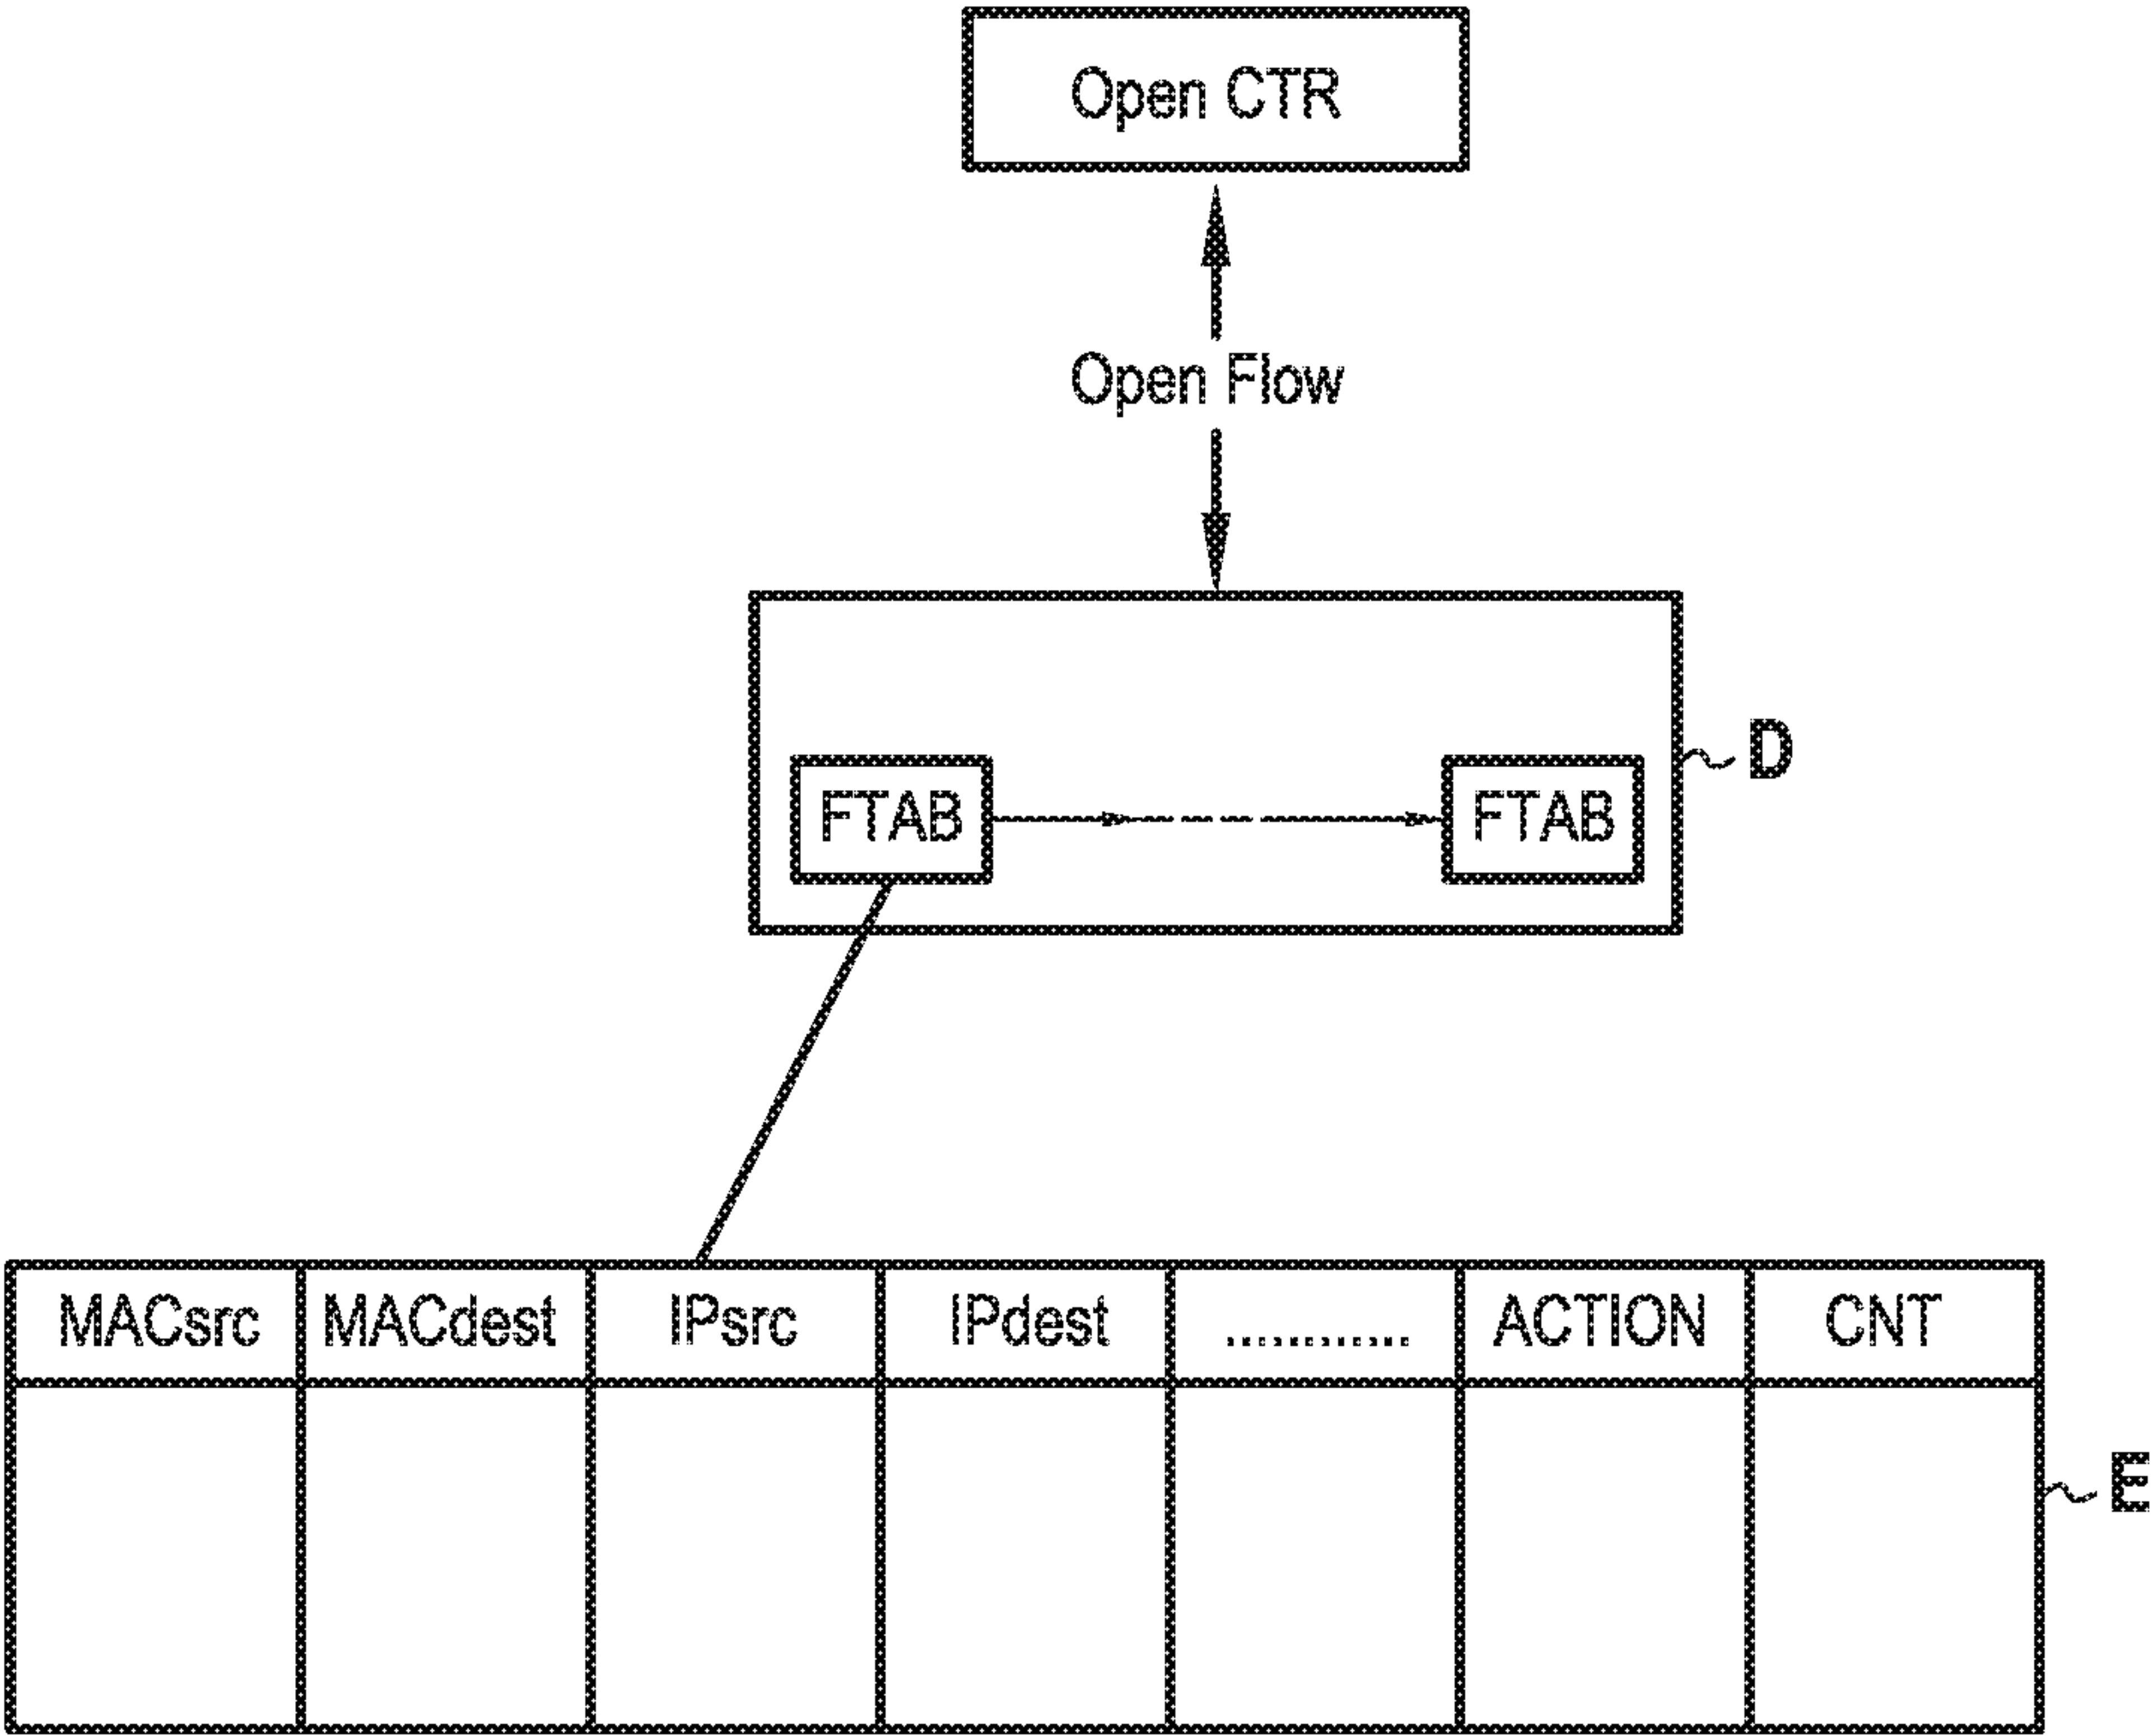 Open CTR
Open Flow
D
FTAB FTAB
MACsrc MACdest IPsrc IPdest ............ ACTION CNT
E